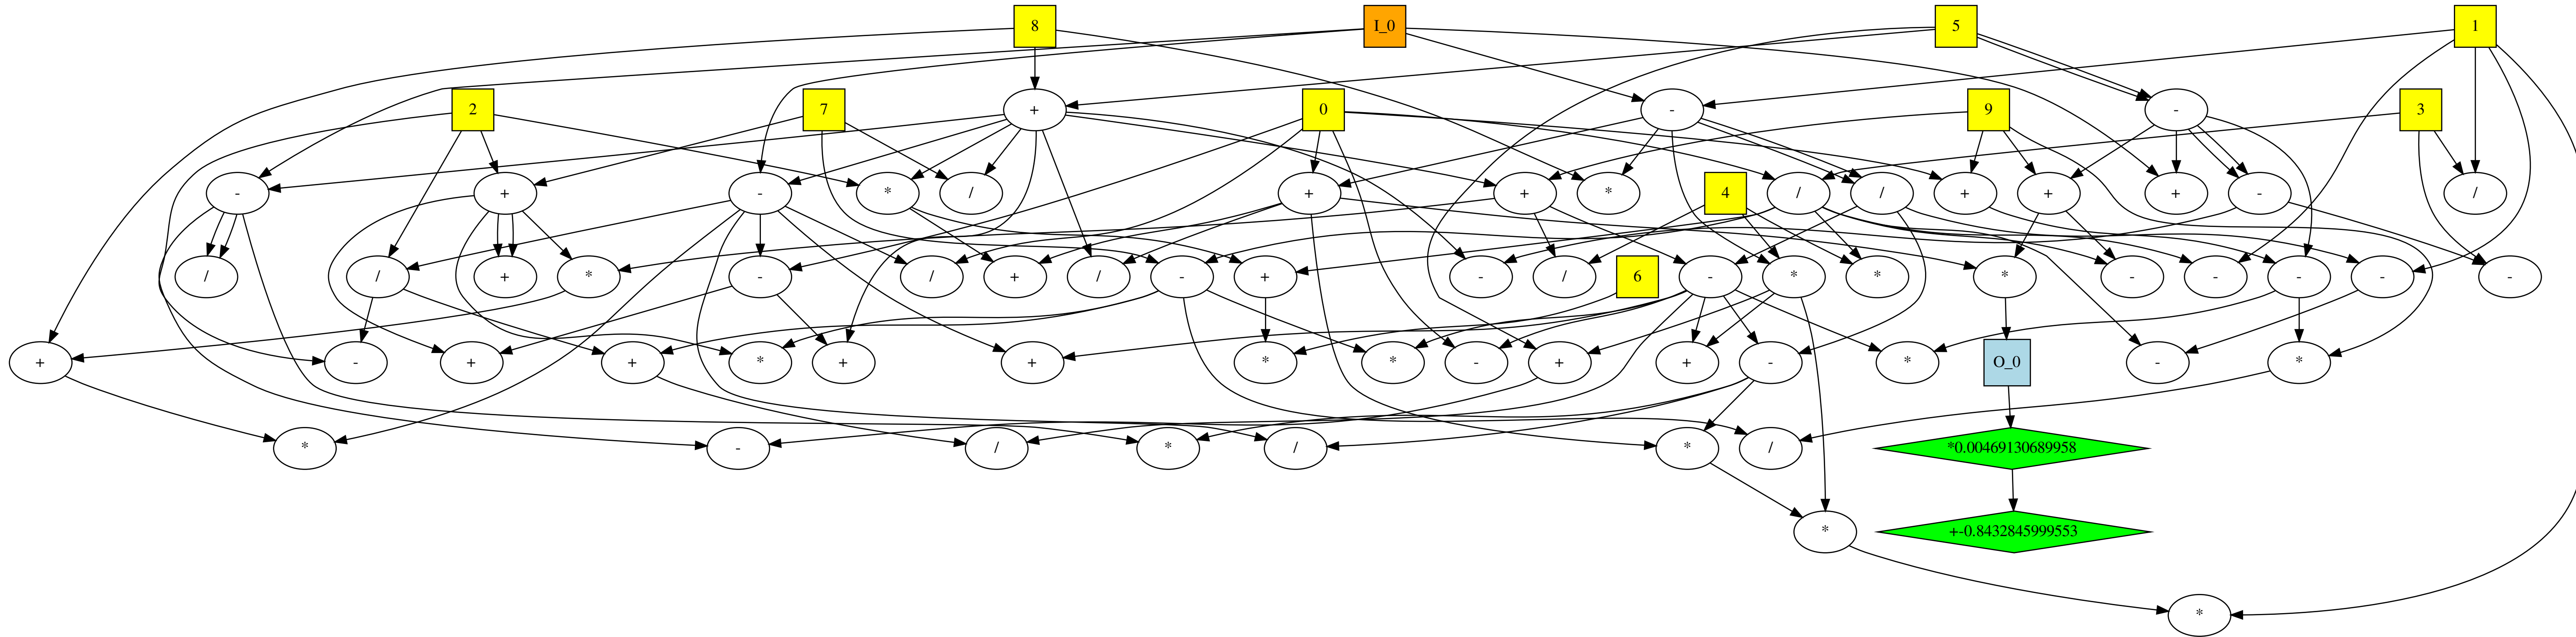 8 I_0 5 1
2 7 + 0 - 9 - 3
- + - * / + + * 4 / / + + + - /
/ / + * - / + / - + - / 6 - * * * - - - - -
+ - + + * + + * * - + + - * O_0 - *
* - / * / * / *0.00469130689958
* +-0.8432845999553
*